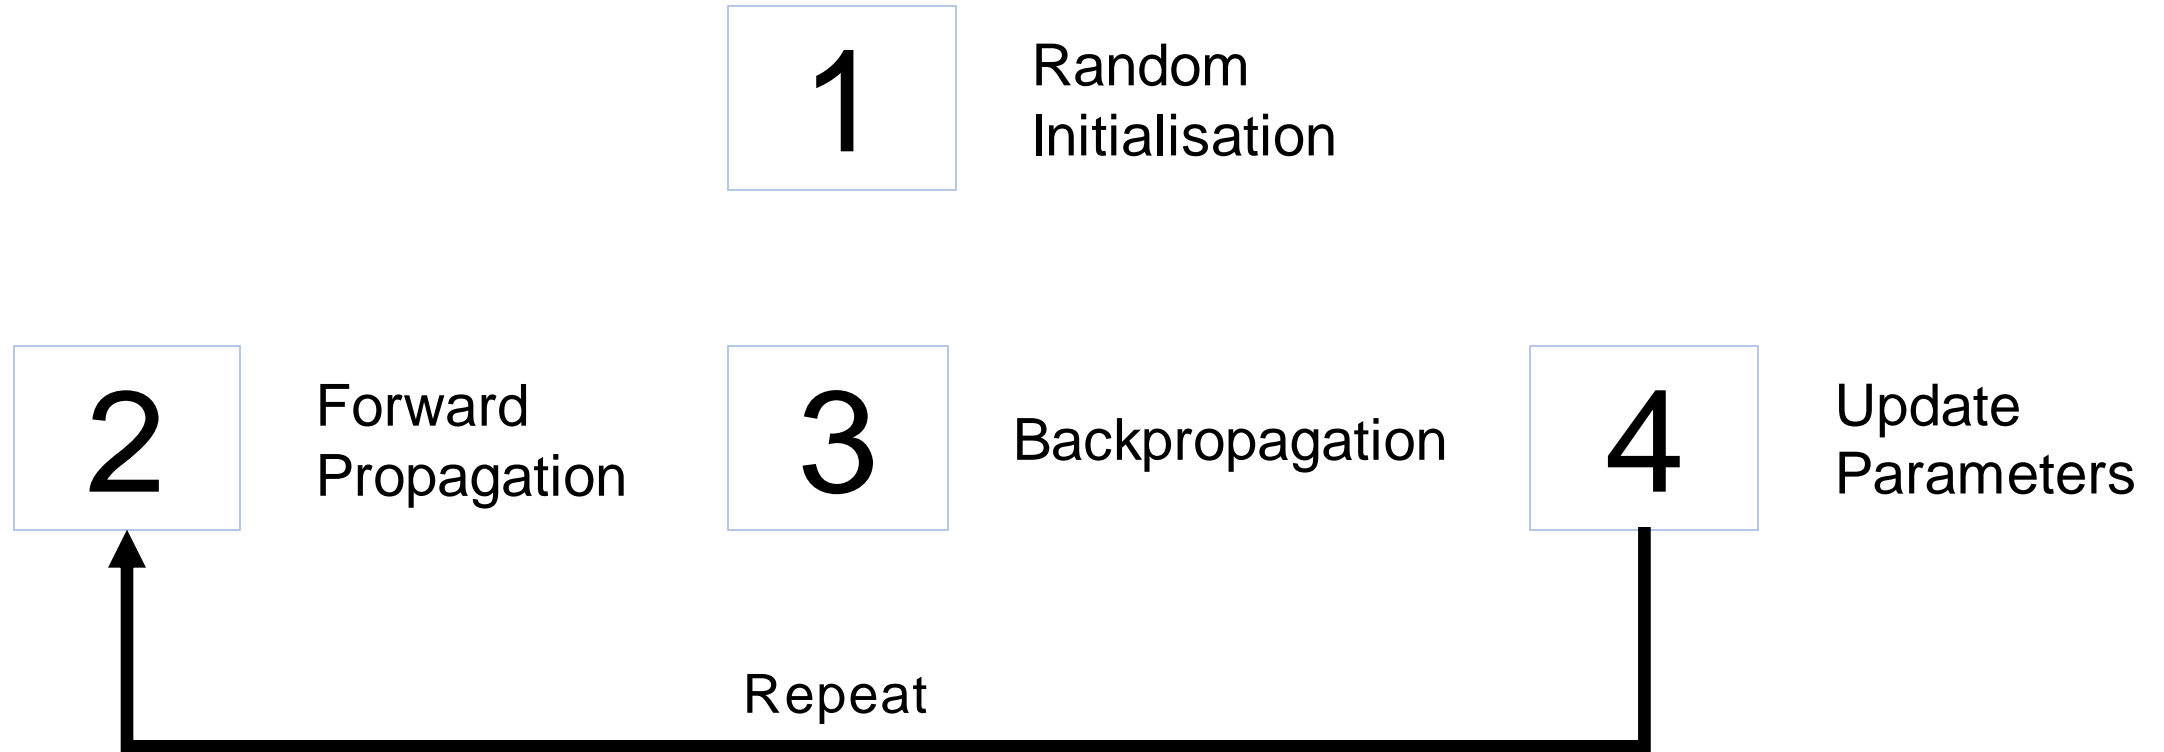 1
Random
Initialisation
2
Forward
Propagation
3
Backpropagation
4
Update
Parameters
Repeat